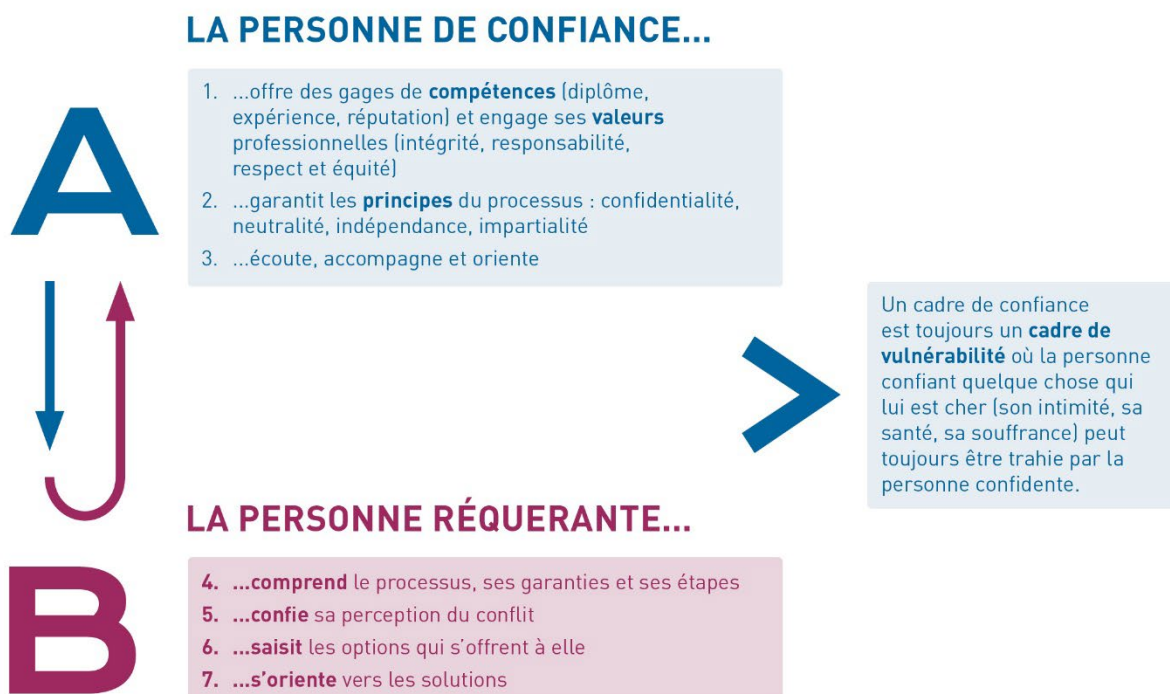 LA PERSONNE DE CONFIANCE...
A
1. ...offre des gages de compétences (diplôme,
expérience, réputation) et engage ses valeurs
professionnelles (intégrité, responsabilité,
respect et équité)
2. ...garantit les principes du processus : confidentialité,
neutralité, indépendance, impartialité
3. ...écoute, accompagne et oriente
Un cadre de confiance
est toujours un cadre de
vulnérabilité où la personne
confiant quelque chose qui
lui est cher (son intimité, sa
santé, sa souffrance) peut
toujours être trahie par la
personne confidente.
LA PERSONNE RÉQUERANTE...
B
4. ...comprend le processus, ses garanties et ses étapes
5. ...confie sa perception du conflit
6. ...saisit les options qui s’offrent à elle
7. ...s’oriente vers les solutions